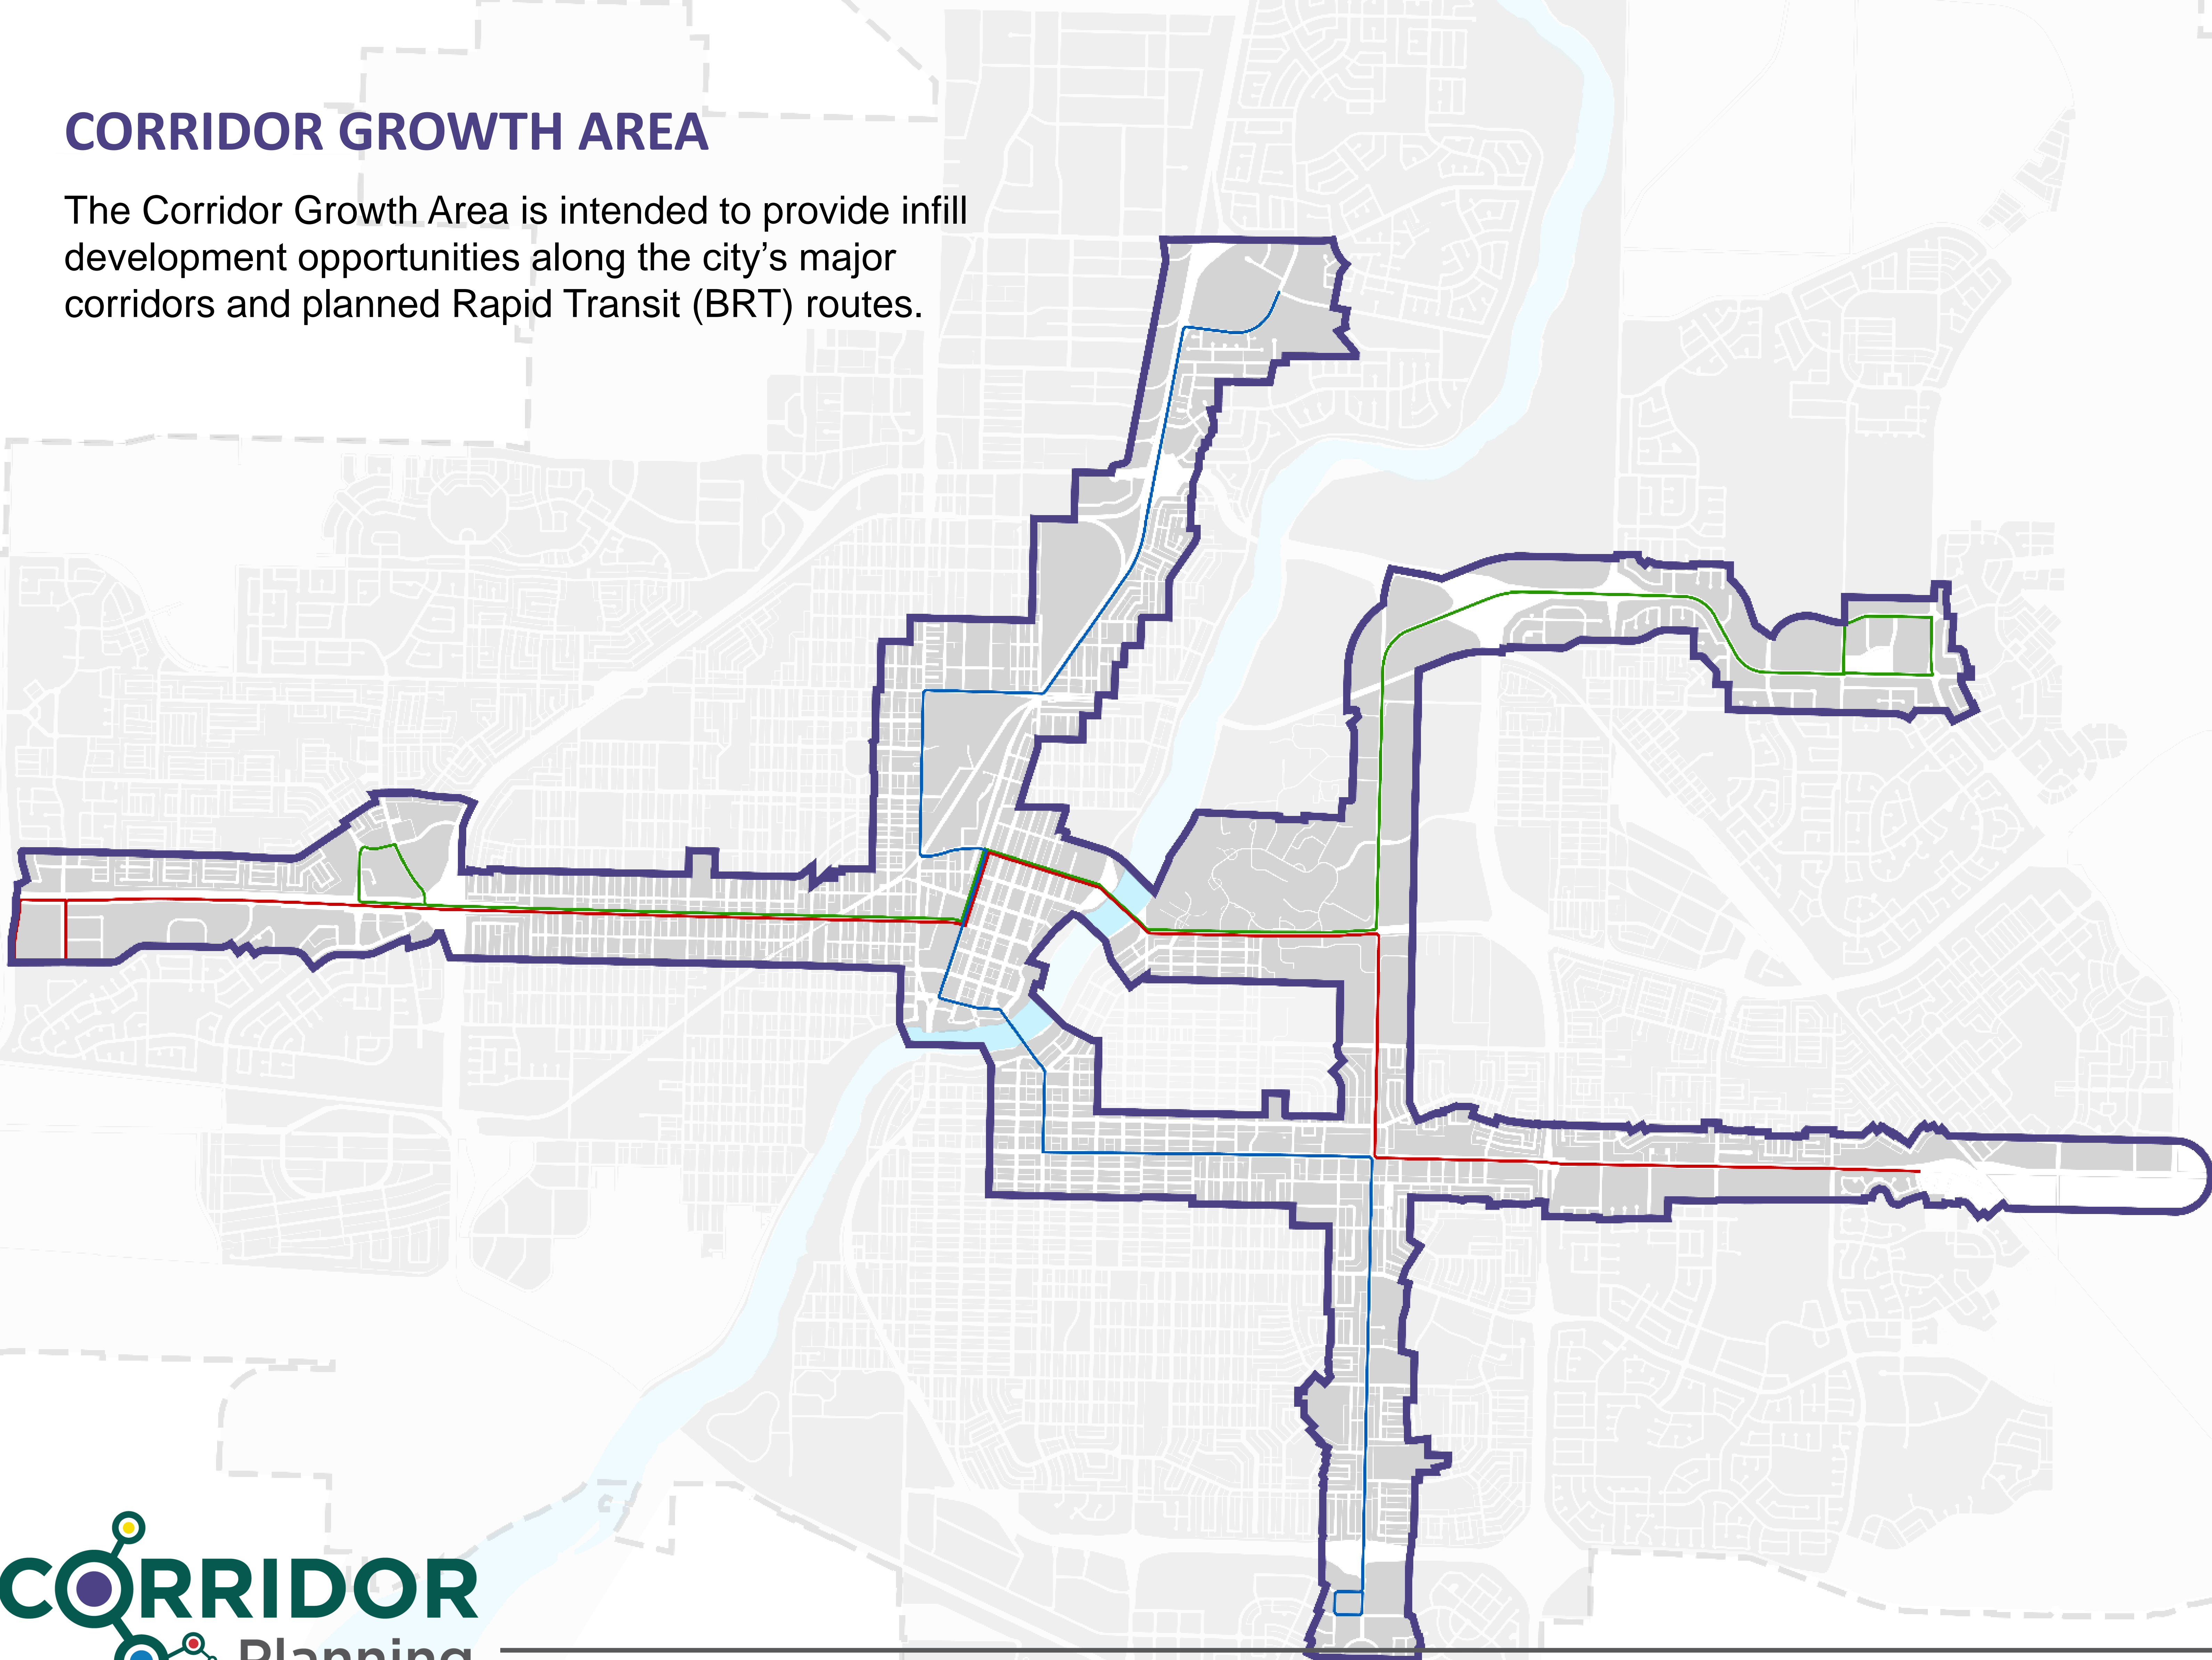 CORRIDOR GROWTH AREA
The Corridor Growth Area is intended to provide infill
development opportunities along the city’s major
corridors and planned Rapid Transit (BRT) routes.
CORRIDOR
Planning